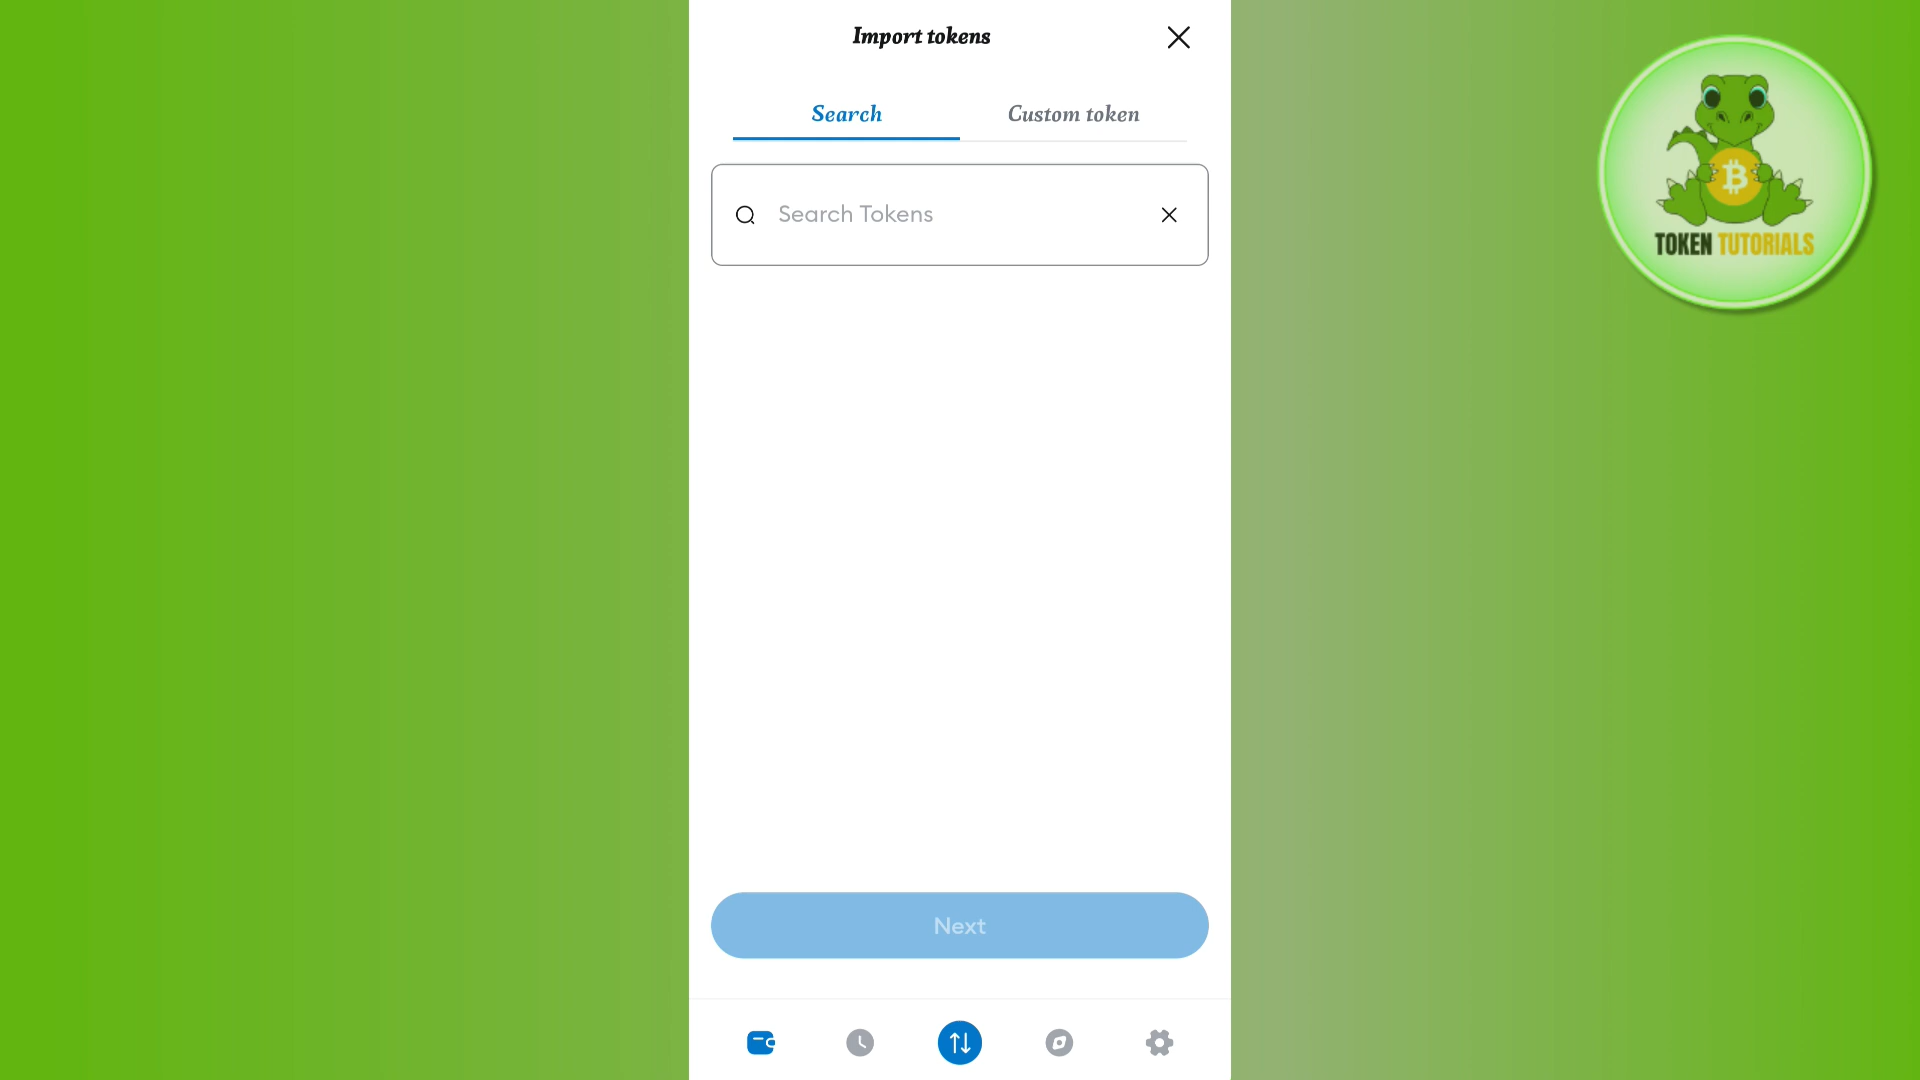 Import tokens
Search
Custom token
Search Tokens
Next
TOKEN TUTORIALS